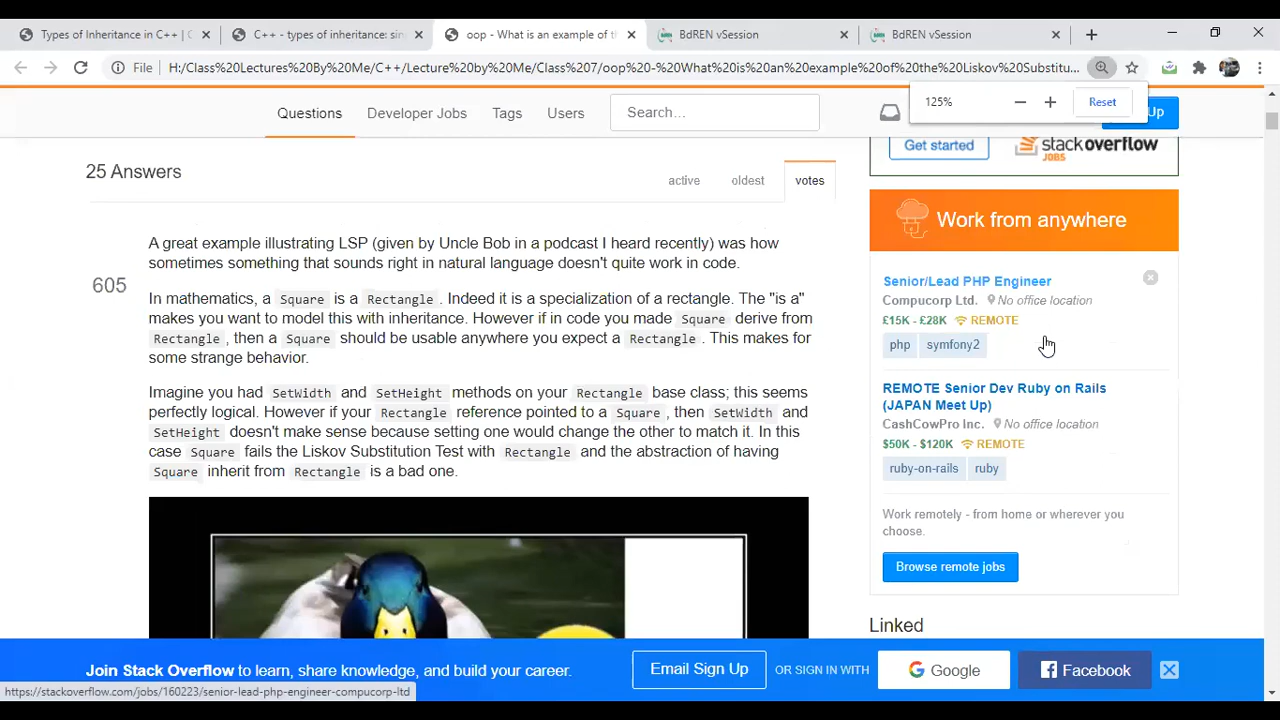 Types of Inheritance in C++ | C
C++ - types of inheritance: sin
oop - What is an example of th
BdREN vSession
BdREN vSession
File
H:/Class%20Lectures%20By%20Me/C++/Lecture%20by%20Me/Class%207/oop%20-%20What%20is%20an%20example%20of%20the%20Liskov%20Substitu...
125%
Reset
Questions
Developer Jobs
Tags
Users
Search…
Up
Get started
stackoverflow
JOBS
25 Answers
active
oldest
votes
Work from anywhere
605
A great example illustrating LSP (given by Uncle Bob in a podcast I heard recently) was how
sometimes something that sounds right in natural language doesn't quite work in code.
In mathematics, a Square is a Rectangle . Indeed it is a specialization of a rectangle. The "is a"
makes you want to model this with inheritance. However if in code you made Square derive from
Rectangle , then a Square should be usable anywhere you expect a Rectangle . This makes for
some strange behavior.
Imagine you had SetWidth and SetHeight methods on your Rectangle base class; this seems
perfectly logical. However if your Rectangle reference pointed to a Square , then SetWidth and
SetHeight doesn't make sense because setting one would change the other to match it. In this
case Square fails the Liskov Substitution Test with Rectangle and the abstraction of having
Square inherit from Rectangle is a bad one.
Senior/Lead PHP Engineer
Compucorp Ltd. No office location
£15K - £28K REMOTE
php symfony2
REMOTE Senior Dev Ruby on Rails
(JAPAN Meet Up)
CashCowPro Inc. No office location
$50K - $120K REMOTE
ruby-on-rails ruby
Work remotely - from home or wherever you
choose.
Browse remote jobs
Linked
Join Stack Overflow to learn, share knowledge, and build your career.
Email Sign Up
OR SIGN IN WITH
Google
Facebook
https://stackoverflow.com/jobs/160223/senior-lead-php-engineer-compucorp-ltd